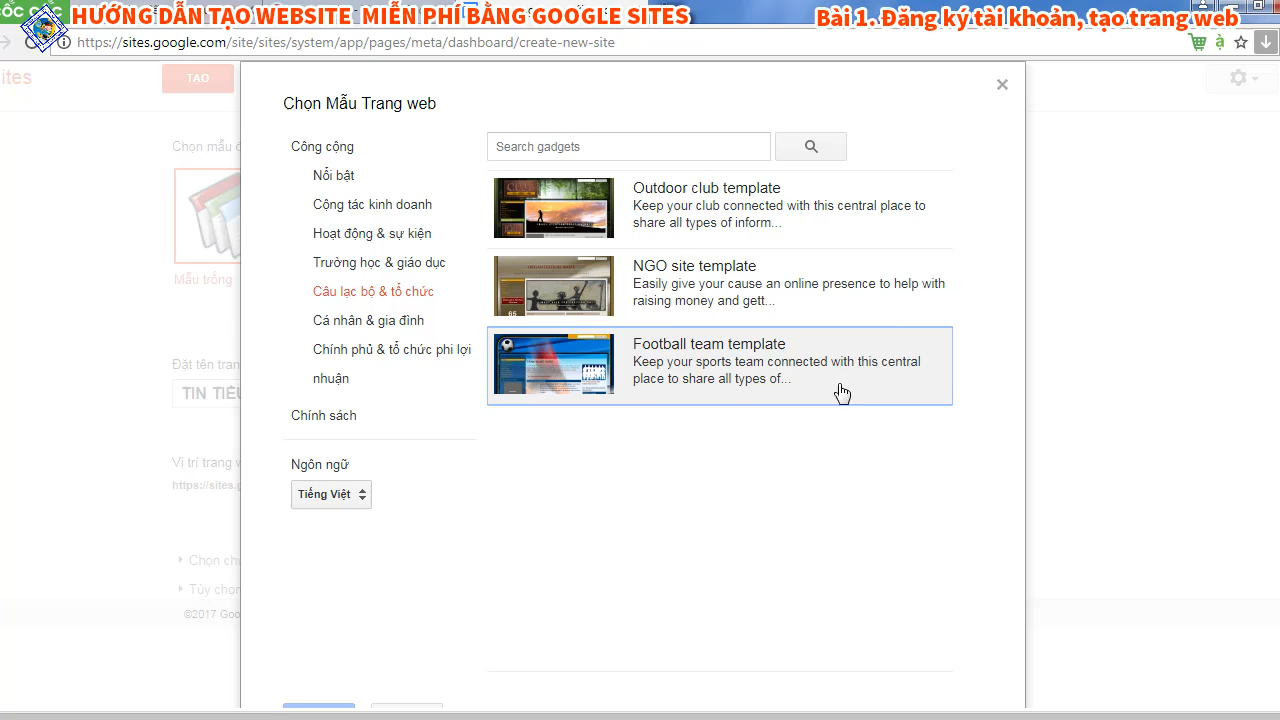 HƯỚNG DẪN TẠO WEBSITE MIỄN PHÍ BẰNG GOOGLE SITES
Bài 1. Đăng ký tài khoản, tạo trang web
CỐC CỐC
https://sites.google.com/site/sites/system/app/pages/meta/dashboard/create-new-site
ites
TẠO
Chọn Mẫu Trang web
Chọn mẫu
Công cộng
Search gadgets
Nổi bật
Cộng tác kinh doanh
Hoạt động & sự kiện
Trường học & giáo dục
Câu lạc bộ & tổ chức
Cá nhân & gia đình
Chính phủ & tổ chức phi lợi
nhuận
Chính sách
Ngôn ngữ
Tiếng Việt
Outdoor club template
Keep your club connected with this central place to
share all types of inform...
NGO site template
Easily give your cause an online presence to help with
raising money and gett...
Football team template
Keep your sports team connected with this central
place to share all types of...
Mẫu trống
Đặt tên tran
TIN TIÊU
Vị trí trang
https://sites.g
Chọn ch
Tùy chọn
©2017 Goo